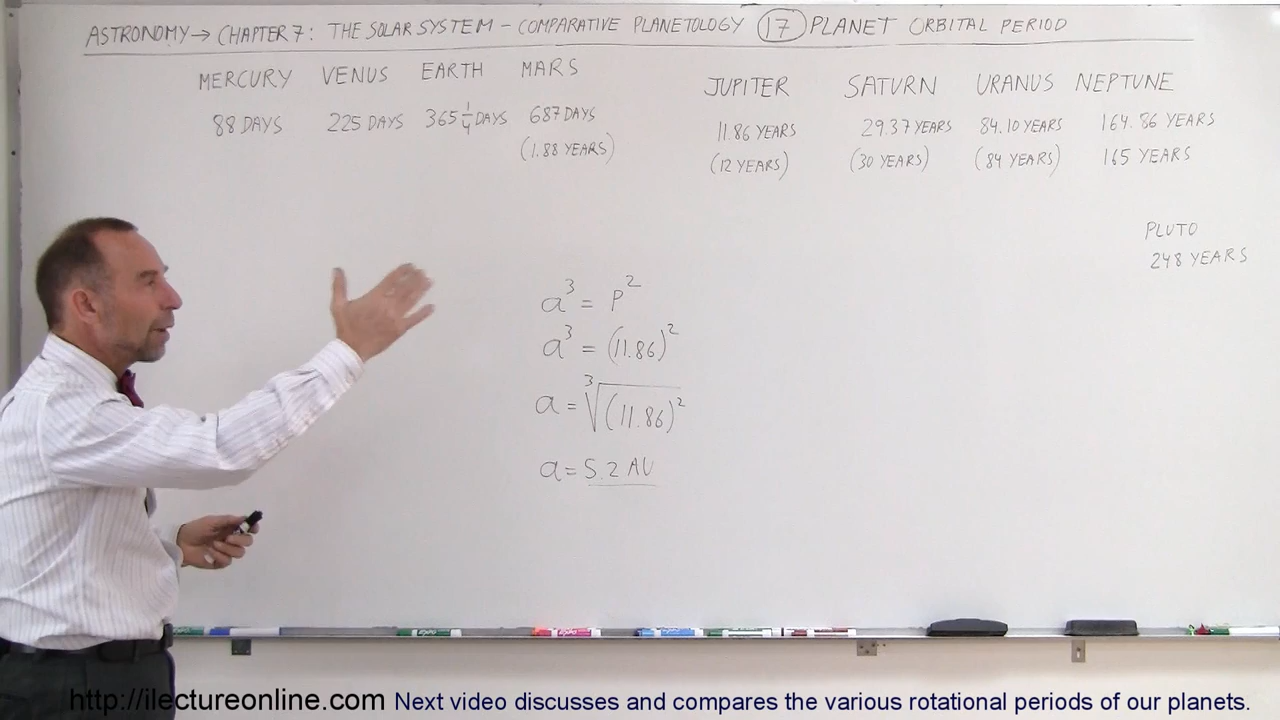 ASTRONOMY → CHAPTER 7: THE SOLAR SYSTEM – COMPARATIVE PLANETOLOGY 17 PLANET ORBITAL PERIOD
MERCURY VENUS EARTH MARS JUPITER SATURN URANUS NEPTUNE
88 DAYS 225 DAYS 365 1/4 DAYS 687 DAYS 11.86 YEARS 29.37 YEARS 84.10 YEARS 164.86 YEARS
(1.88 YEARS) (12 YEARS) (30 YEARS) (84 YEARS) 165 YEARS
PLUTO
248 YEARS
a³ = P²
a³ = (11.86)²
a = ∛(11.86)²
a = 5.2 AU
http://ilectureonline.com Next video discusses and compares the various rotational periods of our planets.